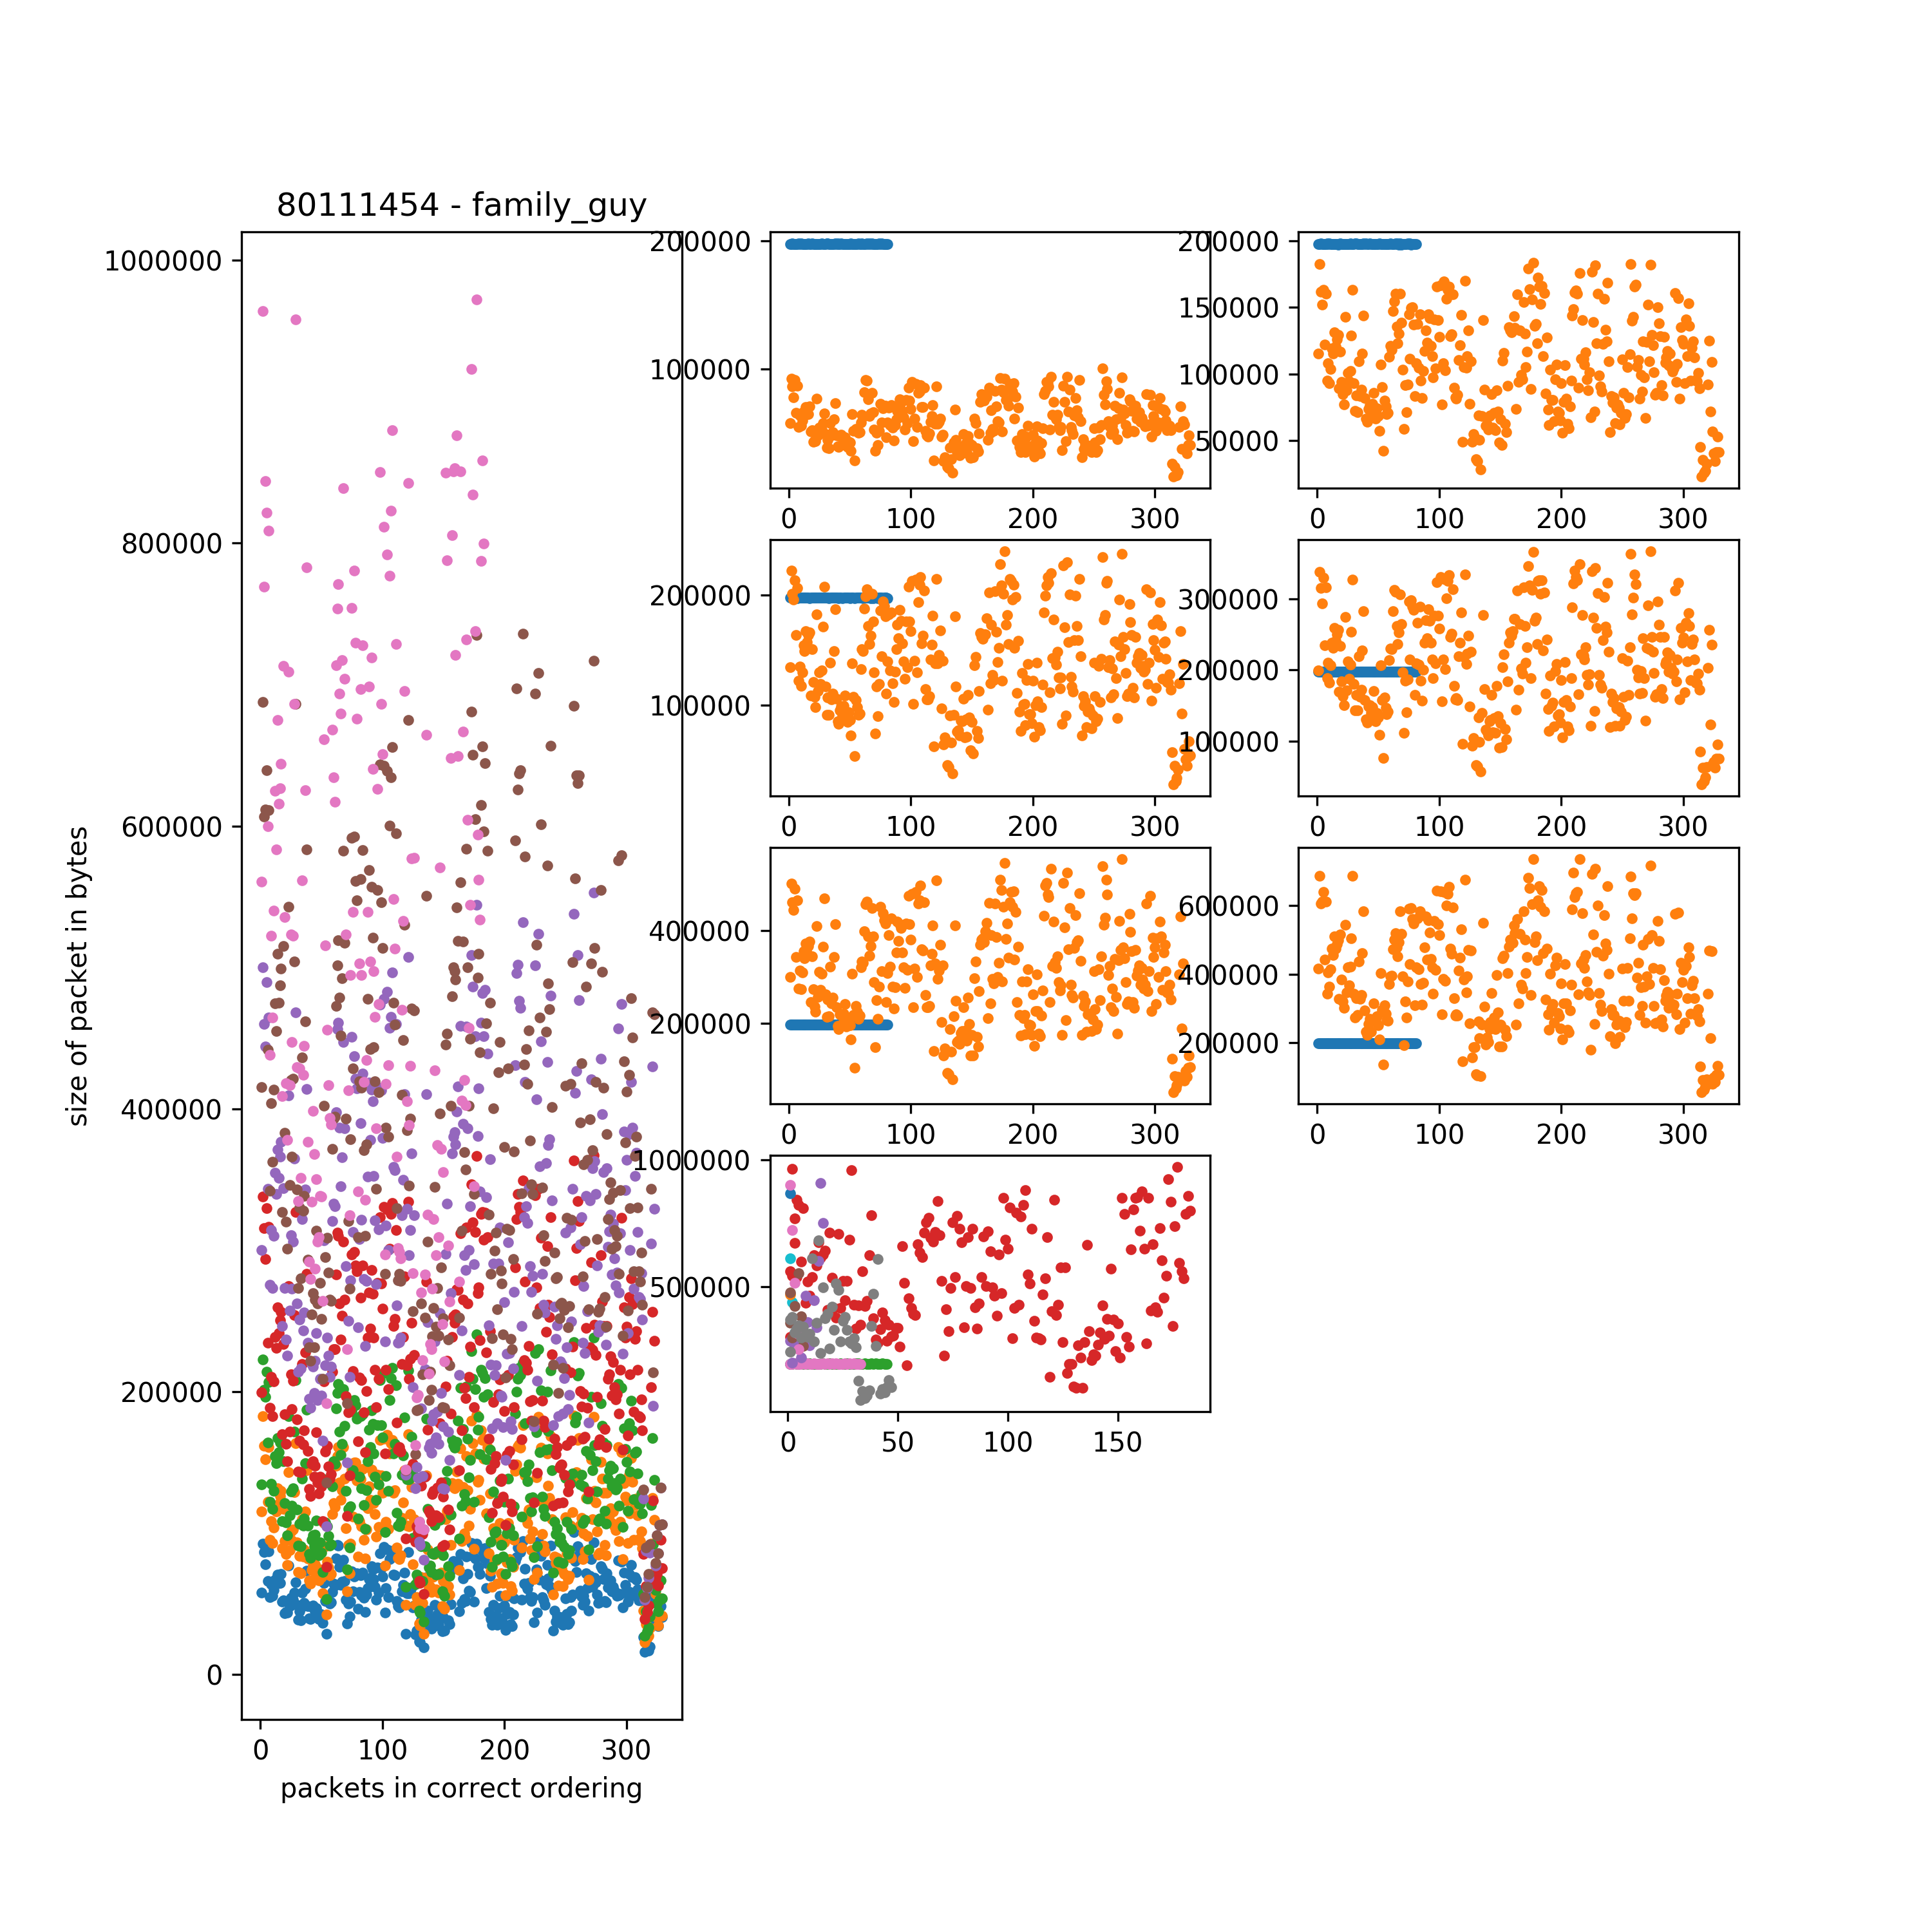 80111454 - family_guy
1000000
800000
600000
400000
200000
0
size of packet in bytes
0 100 200 300
packets in correct ordering
200000
100000
0 100 200 300
200000
150000
100000
50000
0 100 200 300
200000
100000
0 100 200 300
300000
200000
100000
0 100 200 300
400000
200000
0 100 200 300
600000
400000
200000
0 100 200 300
1000000
500000
0 50 100 150